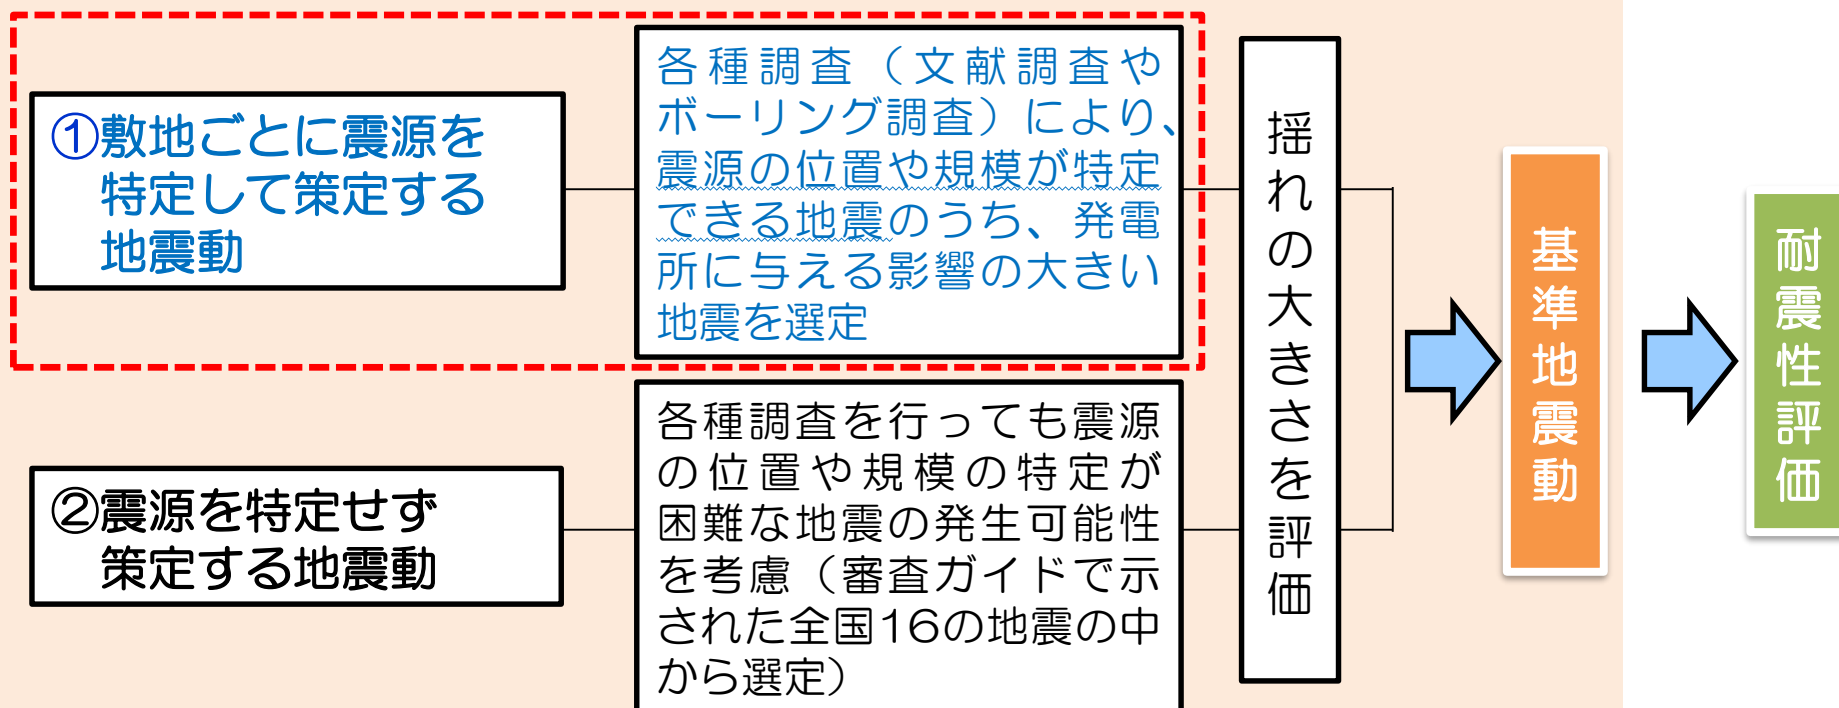 ①敷地ごとに震源を
特定して策定する
地震動
各種調査（文献調査や
ボーリング調査）により、
震源の位置や規模が特定
できる地震のうち、発電
所に与える影響の大きい
地震を選定
②震源を特定せず
策定する地震動
各種調査を行っても震源
の位置や規模の特定が
困難な地震の発生可能性
を考慮（審査ガイドで示
された全国16の地震の中
から選定）
揺れの大きさを評価
基準地震動
耐震性評価